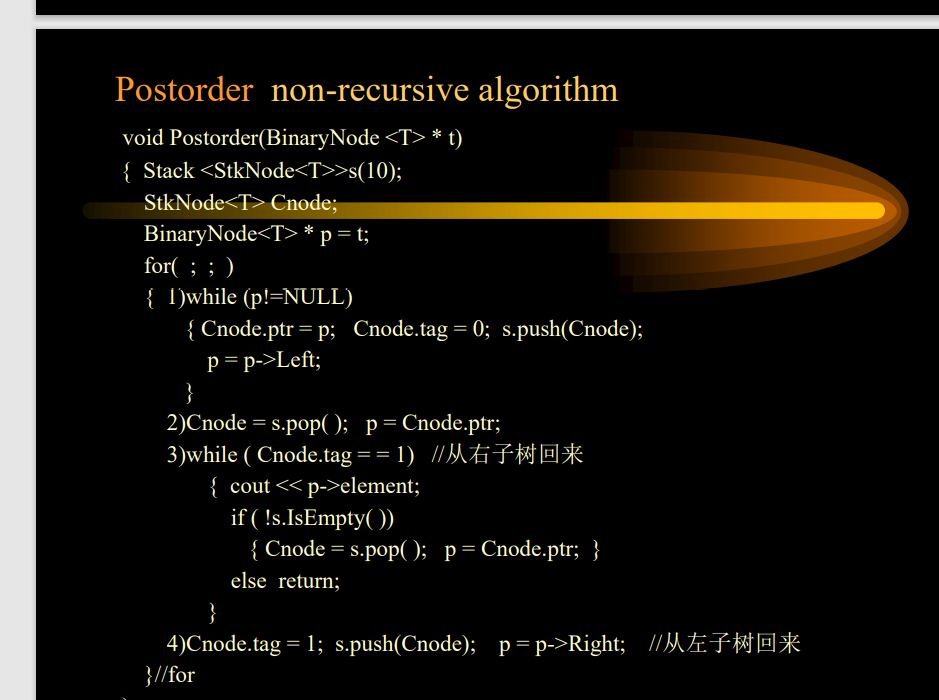 Postorder non-recursive algorithm
void Postorder(BinaryNode <T> * t)
{ Stack <StkNode<T>>s(10);
StkNode<T> Cnode;
BinaryNode<T> * p = t;
for( ; ; )
{ 1)while (p!=NULL)
{ Cnode.ptr = p; Cnode.tag = 0; s.push(Cnode);
p = p->Left;
}
2)Cnode = s.pop( ); p = Cnode.ptr;
3)while ( Cnode.tag = = 1) //从右子树回来
{ cout << p->element;
if ( !s.IsEmpty( ))
{ Cnode = s.pop( ); p = Cnode.ptr; }
else return;
}
4)Cnode.tag = 1; s.push(Cnode); p = p->Right; //从左子树回来
}//for